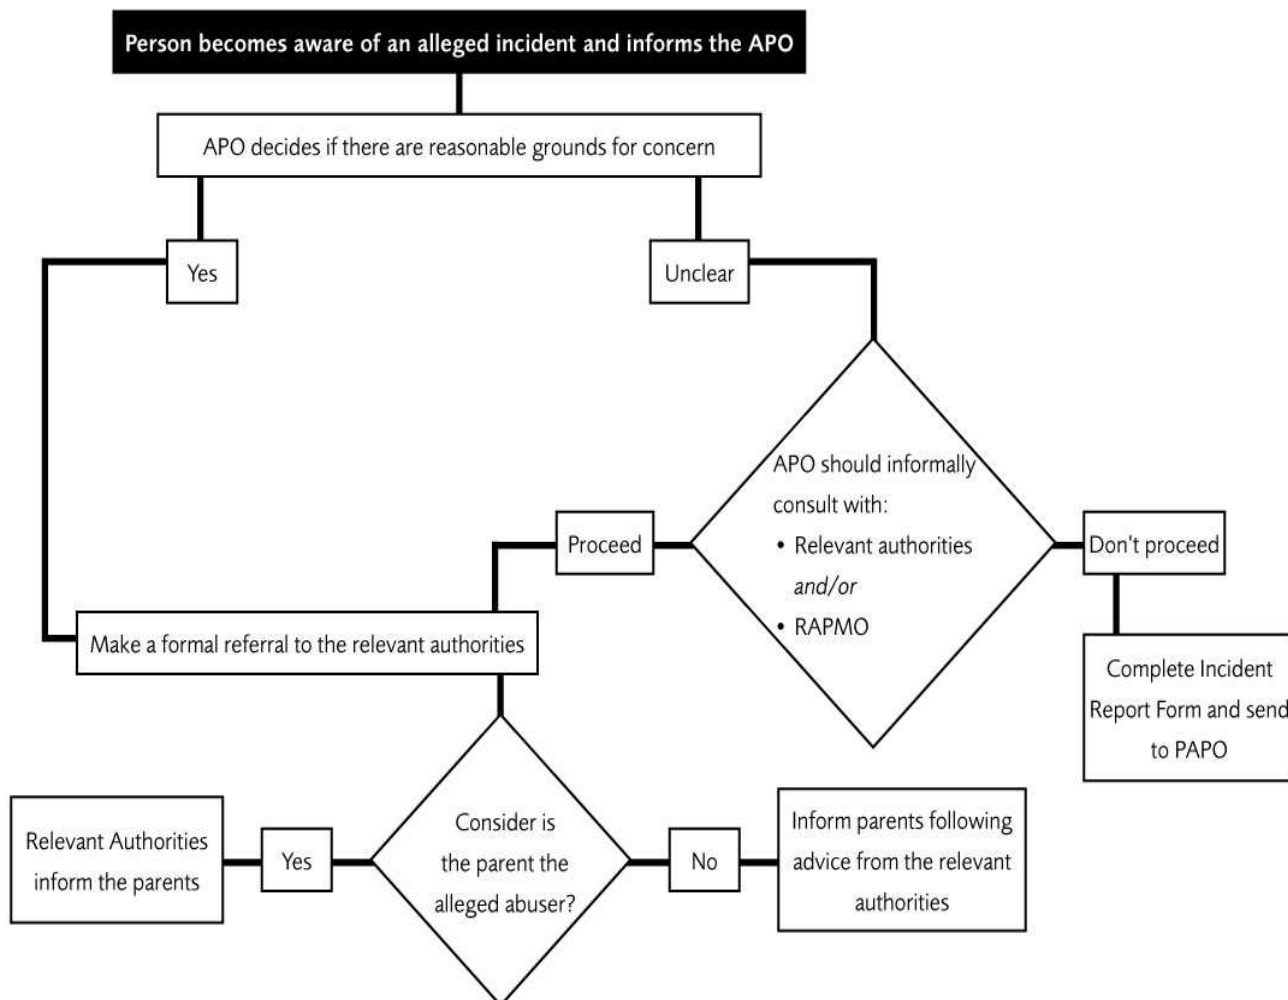 Person becomes aware of an alleged incident and informs the APO
APO decides if there are reasonable grounds for concern
Yes
Unclear
APO should informally
consult with:
• Relevant authorities
and/or
• RAPMO
Proceed
Don't proceed
Make a formal referral to the relevant authorities
Complete Incident
Report Form and send
to PAPO
Consider is
the parent the
alleged abuser?
Yes
Relevant Authorities
inform the parents
No
Inform parents following
advice from the relevant
authorities